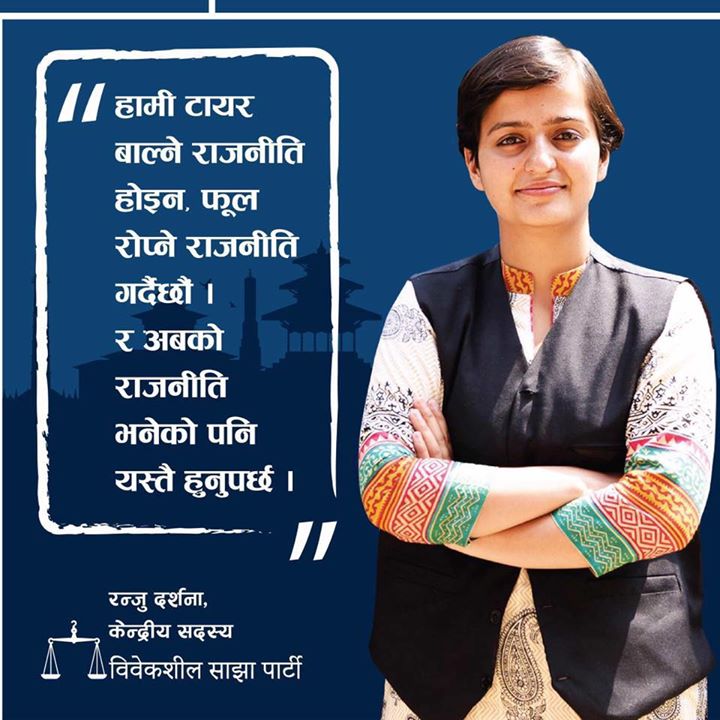 “ हामी टायर
बाल्ने राजनीति
होइन, फूल
रोप्ने राजनीति
गर्दैछौं ।
र अबको
राजनीति
भनेको पनि
यस्तै हुनुपर्छ ।
”
रन्जु दर्शना,
केन्द्रीय सदस्य
विवेकशील साझा पार्टी